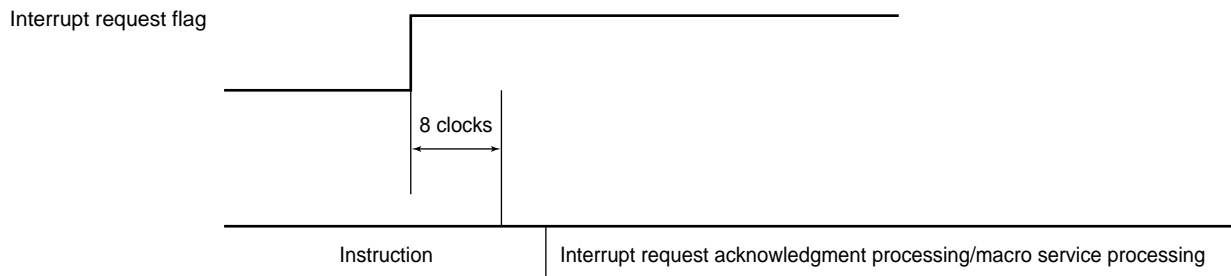 Interrupt request flag
8 clocks
Instruction
Interrupt request acknowledgment processing/macro service processing